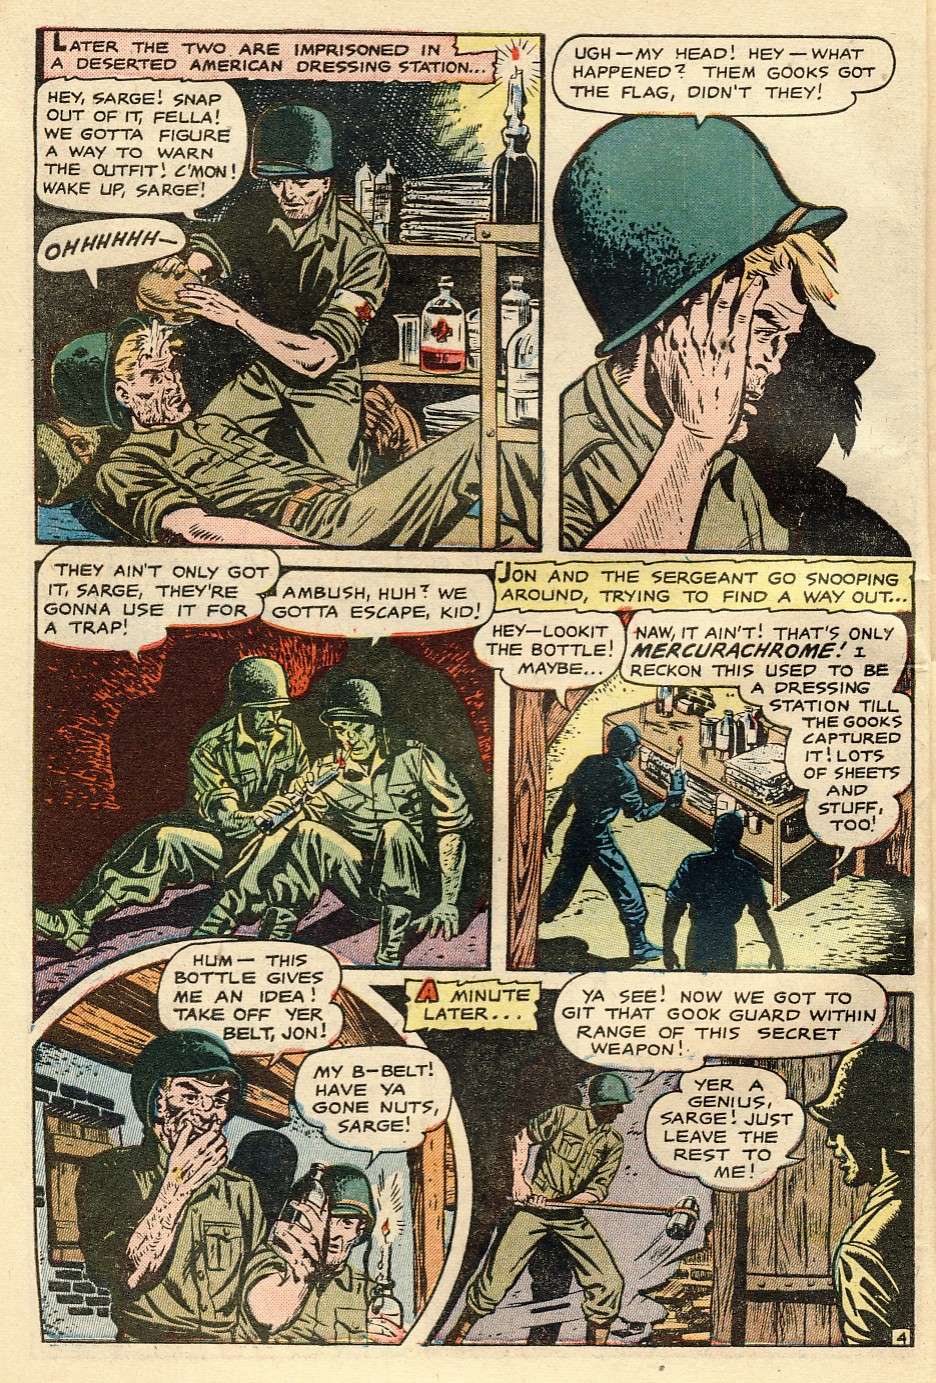 LATER THE TWO ARE IMPRISONED IN
A DESERTED AMERICAN DRESSING STATION...
HEY, SARGE! SNAP
OUT OF IT, FELLA!
WE GOTTA FIGURE
A WAY TO WARN
THE OUTFIT! C'MON!
WAKE UP, SARGE!
OHHHHHH—
UGH—MY HEAD! HEY—WHAT
HAPPENED? THEM GOOKS GOT
THE FLAG, DIDN'T THEY!
THEY AIN'T ONLY GOT
IT, SARGE, THEY'RE
GONNA USE IT FOR
A TRAP!
AMBUSH, HUH? WE
GOTTA ESCAPE, KID!
JON AND THE SERGEANT GO SNOOPING
AROUND, TRYING TO FIND A WAY OUT...
HEY—LOOKIT
THE BOTTLE!
MAYBE...
NAW, IT AIN'T! THAT'S ONLY
MERCURACHROME! I
RECKON THIS USED TO BE
A DRESSING
STATION TILL
THE GOOKS
CAPTURED
IT! LOTS
OF SHEETS
AND
STUFF,
TOO!
HUM— THIS
BOTTLE GIVES
ME AN IDEA!
TAKE OFF YER
BELT, JON!
MY B-BELT!
HAVE YA
GONE NUTS,
SARGE!
A MINUTE
LATER...
YA SEE! NOW WE GOT TO
GIT THAT GOOK GUARD WITHIN
RANGE OF THIS SECRET
WEAPON!
YER A
GENIUS,
SARGE! JUST
LEAVE THE
REST TO
ME!
4